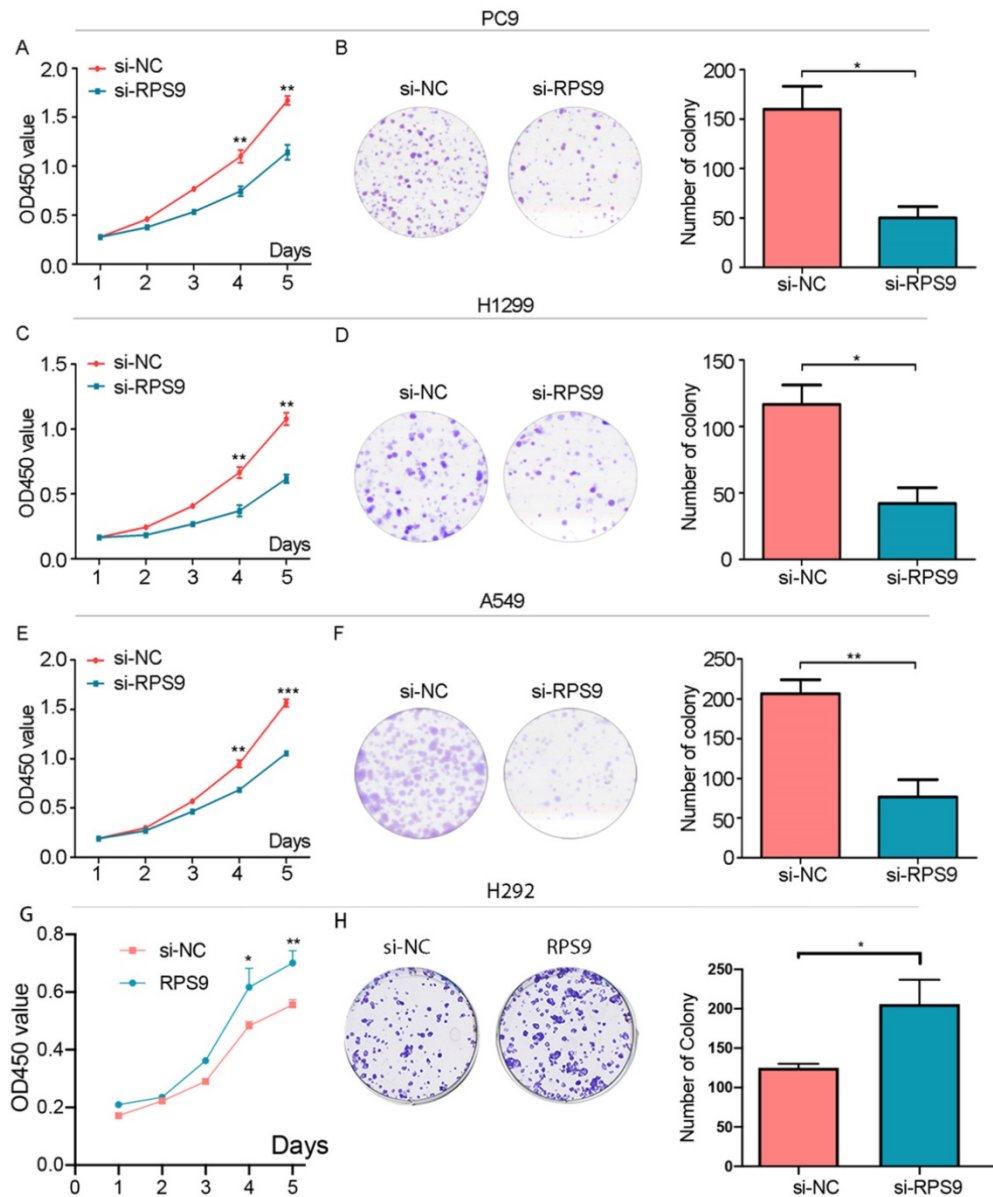 PC9
A
si-NC
si-RPS9
2.0
1.5
1.0
0.5
0.0
OD450 value
**
**
Days
1 2 3 4 5
B
si-NC si-RPS9
200
150
100
50
0
Number of colony
*
si-NC si-RPS9
H1299
C
si-NC
si-RPS9
1.5
1.0
0.5
0.0
OD450 value
**
**
Days
1 2 3 4 5
D
si-NC si-RPS9
150
100
50
0
Number of colony
*
si-NC si-RPS9
A549
E
si-NC
si-RPS9
2.0
1.5
1.0
0.5
0.0
OD450 value
**
***
Days
1 2 3 4 5
F
si-NC si-RPS9
250
200
150
100
50
0
Number of colony
**
si-NC si-RPS9
H292
G
si-NC
RPS9
0.8
0.6
0.4
0.2
0.0
OD450 value
*
**
Days
0 1 2 3 4 5
H
si-NC RPS9
250
200
150
100
50
0
Number of Colony
*
si-NC si-RPS9